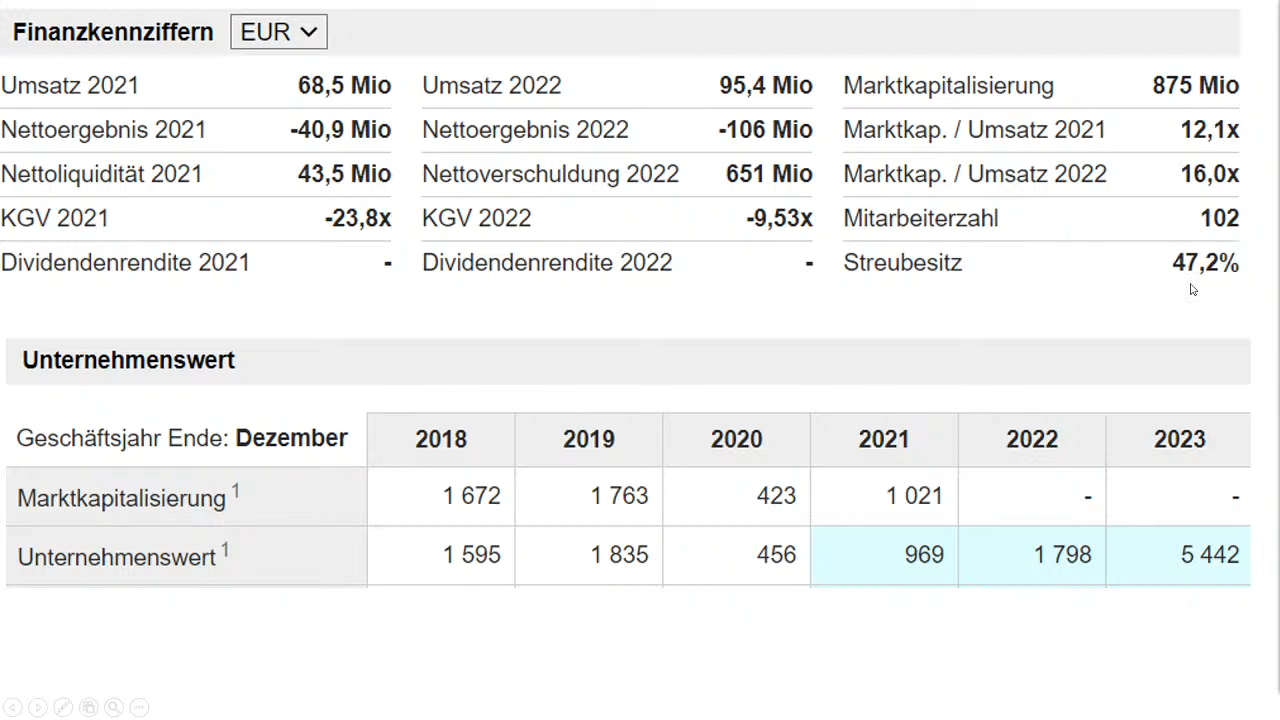 Finanzkennziffern EUR
Umsatz 2021 68,5 Mio Umsatz 2022 95,4 Mio Marktkapitalisierung 875 Mio
Nettoergebnis 2021 -40,9 Mio Nettoergebnis 2022 -106 Mio Marktkap. / Umsatz 2021 12,1x
Nettoliquidität 2021 43,5 Mio Nettoverschuldung 2022 651 Mio Marktkap. / Umsatz 2022 16,0x
KGV 2021 -23,8x KGV 2022 -9,53x Mitarbeiterzahl 102
Dividendenrendite 2021 - Dividendenrendite 2022 - Streubesitz 47,2%
Unternehmenswert
Geschäftsjahr Ende: Dezember 2018 2019 2020 2021 2022 2023
Marktkapitalisierung 1 1 672 1 763 423 1 021 - -
Unternehmenswert 1 1 595 1 835 456 969 1 798 5 442